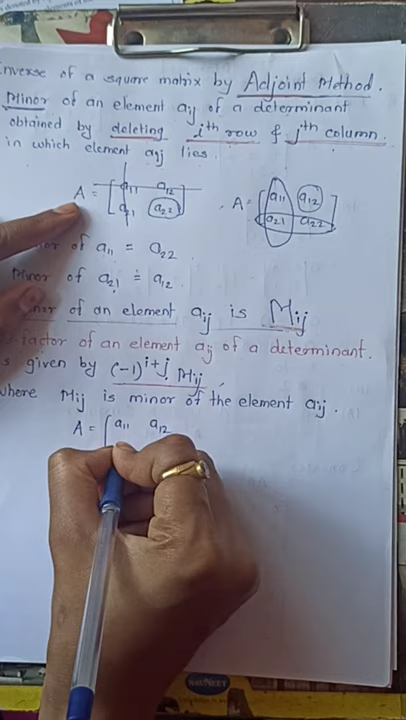 Inverse of a square matrix by Adjoint Method.
Minor of an element aij of a determinant
obtained by deleting ith row & jth column
in which element aij lies.
A = [a11 a12 A = [a11 a12
a21 a22] a21 a22]
of a11 = a22
Minor of a21 = a12
of an element aij is Mij
factor of an element aij of a determinant.
is given by (-1)^i+j . Mij
where Mij is minor of the element aij.
A = [a11 a12
NAVNEET